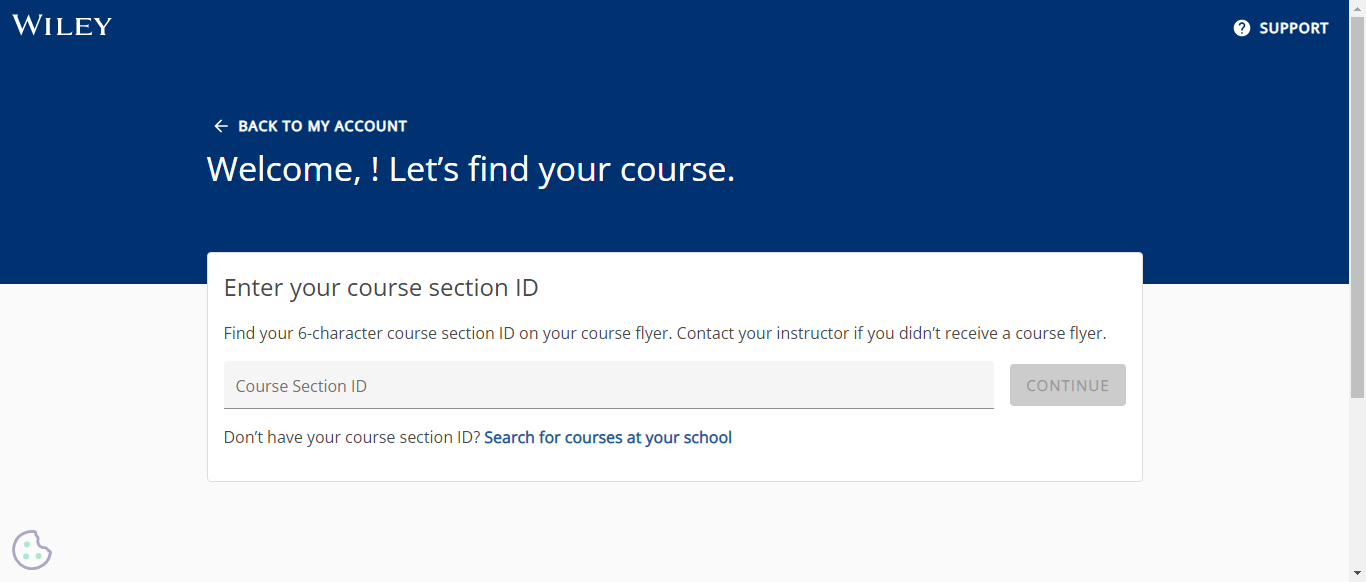 WILEY
? SUPPORT
← BACK TO MY ACCOUNT
Welcome, ! Let’s find your course.
Enter your course section ID
Find your 6-character course section ID on your course flyer. Contact your instructor if you didn’t receive a course flyer.
Course Section ID
CONTINUE
Don’t have your course section ID? Search for courses at your school